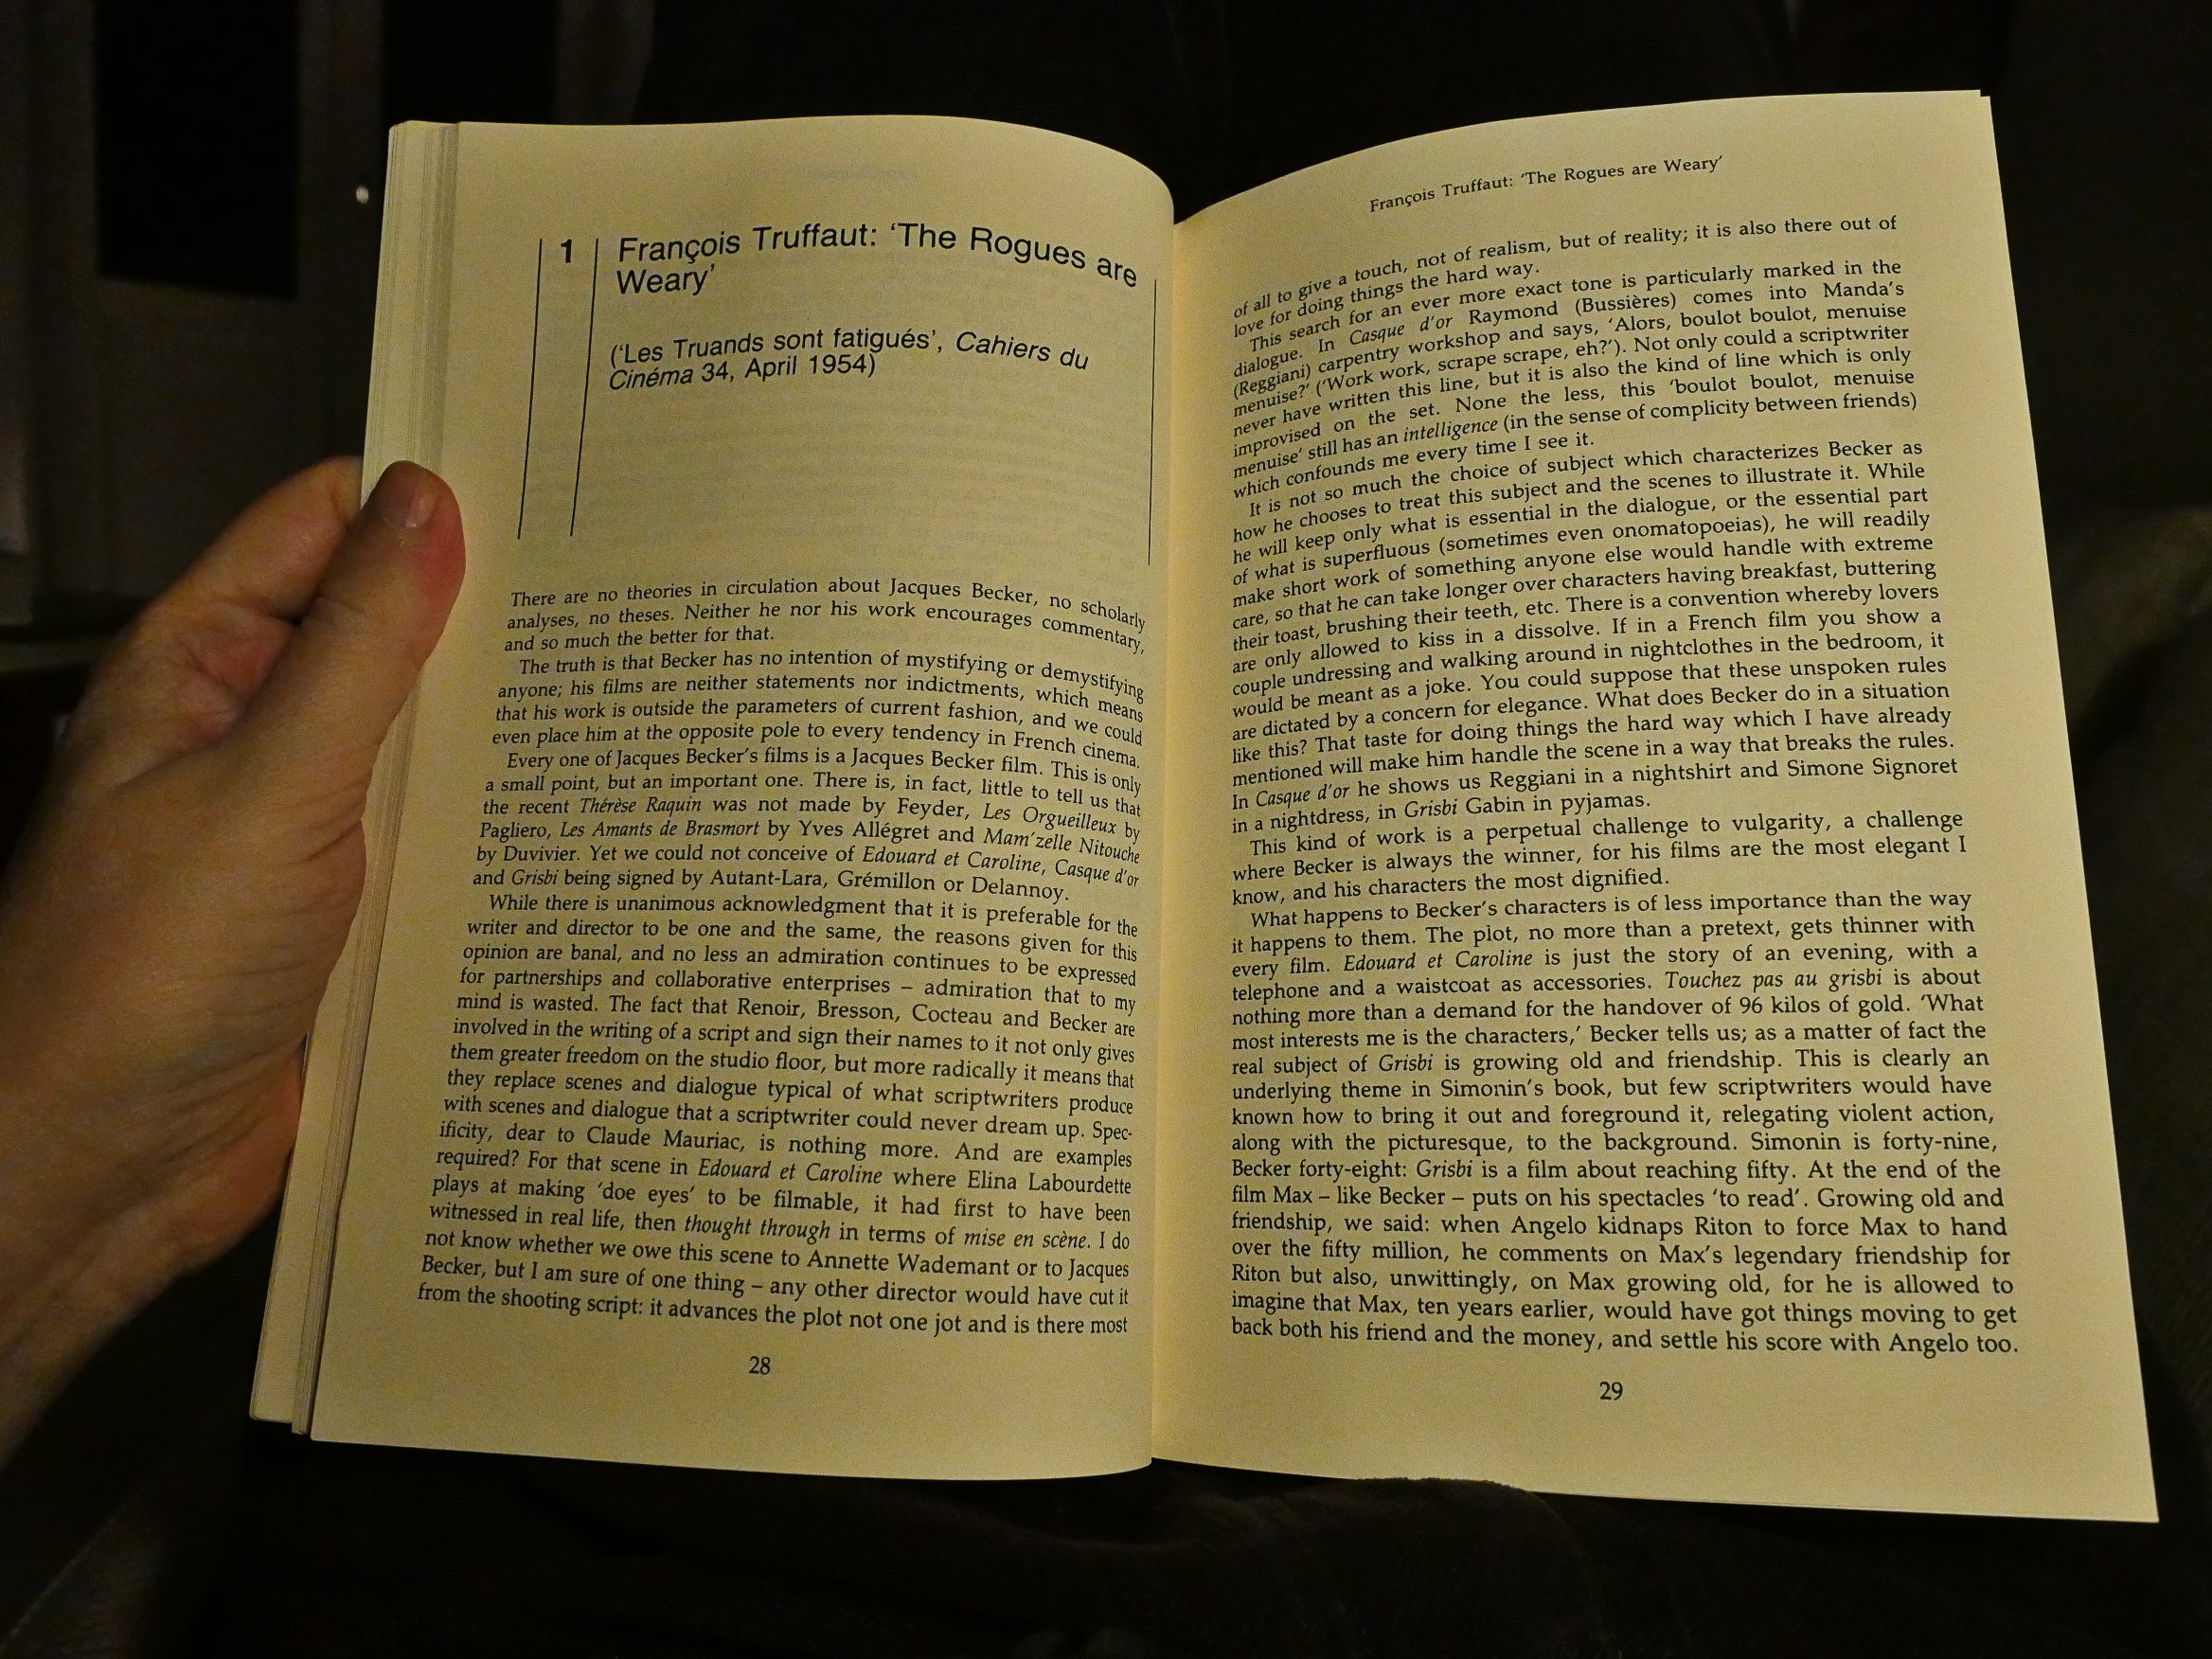 1
François Truffaut: ‘The Rogues are
Weary’
(‘Les Truands sont fatigués’, Cahiers du
Cinéma 34, April 1954)
There are no theories in circulation about Jacques Becker, no scholarly
analyses, no theses. Neither he nor his work encourages commentary,
and so much the better for that.
The truth is that Becker has no intention of mystifying or demystifying
anyone; his films are neither statements nor indictments, which means
that his work is outside the parameters of current fashion, and we could
even place him at the opposite pole to every tendency in French cinema.
Every one of Jacques Becker’s films is a Jacques Becker film. This is only
a small point, but an important one. There is, in fact, little to tell us that
the recent Thérèse Raquin was not made by Feyder, Les Orgueilleux by
Pagliero, Les Amants de Brasmort by Yves Allégret and Mam’zelle Nitouche
by Duvivier. Yet we could not conceive of Edouard et Caroline, Casque d’or
and Grisbi being signed by Autant-Lara, Grémillon or Delannoy.
While there is unanimous acknowledgment that it is preferable for the
writer and director to be one and the same, the reasons given for this
opinion are banal, and no less an admiration continues to be expressed
for partnerships and collaborative enterprises – admiration that to my
mind is wasted. The fact that Renoir, Bresson, Cocteau and Becker are
involved in the writing of a script and sign their names to it not only gives
them greater freedom on the studio floor, but more radically it means that
they replace scenes and dialogue typical of what scriptwriters produce
with scenes and dialogue that a scriptwriter could never dream up. Spec-
ificity, dear to Claude Mauriac, is nothing more. And are examples
required? For that scene in Edouard et Caroline where Elina Labourdette
plays at making ‘doe eyes’ to be filmable, it had first to have been
witnessed in real life, then thought through in terms of mise en scène. I do
not know whether we owe this scene to Annette Wademant or to Jacques
Becker, but I am sure of one thing – any other director would have cut it
from the shooting script: it advances the plot not one jot and is there most
28
François Truffaut: ‘The Rogues are Weary’
of all to give a touch, not of realism, but of reality; it is also there out of
love for doing things the hard way.
This search for an ever more exact tone is particularly marked in the
dialogue. In Casque d’or Raymond (Bussières) comes into Manda’s
(Reggiani) carpentry workshop and says, ‘Alors, boulot boulot, menuise
menuise?’ (‘Work work, scrape scrape, eh?’). Not only could a scriptwriter
never have written this line, but it is also the kind of line which is only
improvised on the set. None the less, this ‘boulot boulot, menuise
menuise’ still has an intelligence (in the sense of complicity between friends)
which confounds me every time I see it.
It is not so much the choice of subject which characterizes Becker as
how he chooses to treat this subject and the scenes to illustrate it. While
he will keep only what is essential in the dialogue, or the essential part
of what is superfluous (sometimes even onomatopoeias), he will readily
make short work of something anyone else would handle with extreme
care, so that he can take longer over characters having breakfast, buttering
their toast, brushing their teeth, etc. There is a convention whereby lovers
are only allowed to kiss in a dissolve. If in a French film you show a
couple undressing and walking around in nightclothes in the bedroom, it
would be meant as a joke. You could suppose that these unspoken rules
are dictated by a concern for elegance. What does Becker do in a situation
like this? That taste for doing things the hard way which I have already
mentioned will make him handle the scene in a way that breaks the rules.
In Casque d’or he shows us Reggiani in a nightshirt and Simone Signoret
in a nightdress, in Grisbi Gabin in pyjamas.
This kind of work is a perpetual challenge to vulgarity, a challenge
where Becker is always the winner, for his films are the most elegant I
know, and his characters the most dignified.
What happens to Becker’s characters is of less importance than the way
it happens to them. The plot, no more than a pretext, gets thinner with
every film. Edouard et Caroline is just the story of an evening, with a
telephone and a waistcoat as accessories. Touchez pas au grisbi is about
nothing more than a demand for the handover of 96 kilos of gold. ‘What
most interests me is the characters,’ Becker tells us; as a matter of fact the
real subject of Grisbi is growing old and friendship. This is clearly an
underlying theme in Simonin’s book, but few scriptwriters would have
known how to bring it out and foreground it, relegating violent action,
along with the picturesque, to the background. Simonin is forty-nine,
Becker forty-eight: Grisbi is a film about reaching fifty. At the end of the
film Max – like Becker – puts on his spectacles ‘to read’. Growing old and
friendship, we said: when Angelo kidnaps Riton to force Max to hand
over the fifty million, he comments on Max’s legendary friendship for
Riton but also, unwittingly, on Max growing old, for he is allowed to
imagine that Max, ten years earlier, would have got things moving to get
back both his friend and the money, and settle his score with Angelo too.
29